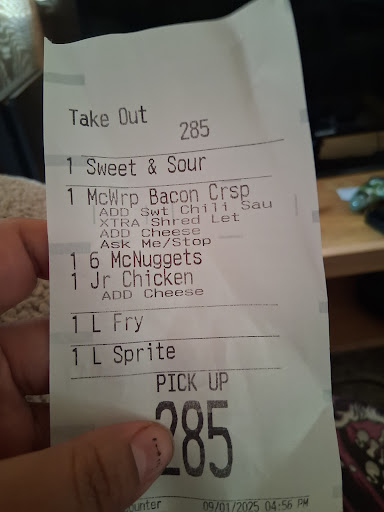 Take Out
285
1 Sweet & Sour
1 McWrp Bacon Crsp
ADD Swt Chili Sau
XTRA Shred Let
ADD Cheese
Ask Me/Stop
1 6 McNuggets
1 Jr Chicken
ADD Cheese
1 L Fry
1 L Sprite
PICK UP
285
09/01/2025 04:56 PM